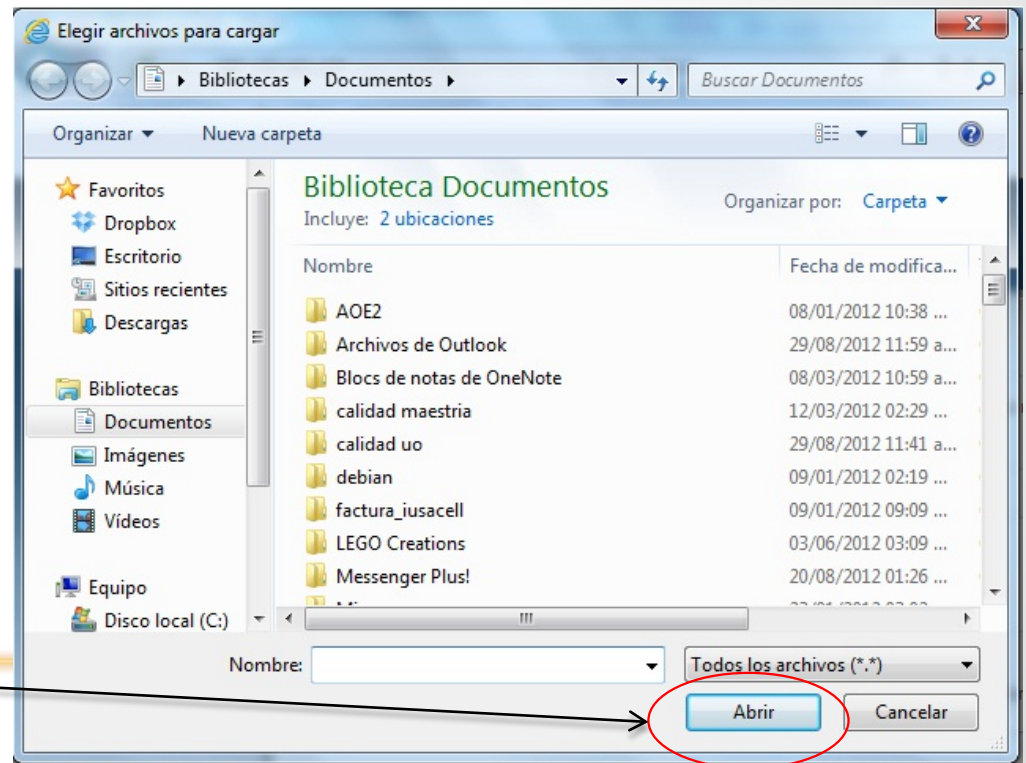 Elegir archivos para cargar
Bibliotecas Documentos
Buscar Documentos
Organizar Nueva carpeta
Favoritos
Dropbox
Escritorio
Sitios recientes
Descargas
Bibliotecas
Documentos
Imágenes
Música
Vídeos
Equipo
Disco local (C:)
Biblioteca Documentos
Incluye: 2 ubicaciones
Organizar por: Carpeta
Nombre Fecha de modifica...
AOE2 08/01/2012 10:38 ...
Archivos de Outlook 29/08/2012 11:59 a...
Blocs de notas de OneNote 08/03/2012 10:59 a...
calidad maestria 12/03/2012 02:29 ...
calidad uo 29/08/2012 11:41 a...
debian 09/01/2012 02:19 ...
factura_iusacell 09/01/2012 09:09 ...
LEGO Creations 03/06/2012 03:09 ...
Messenger Plus! 20/08/2012 01:26 ...
Nombre: Todos los archivos (*.*)
Abrir Cancelar